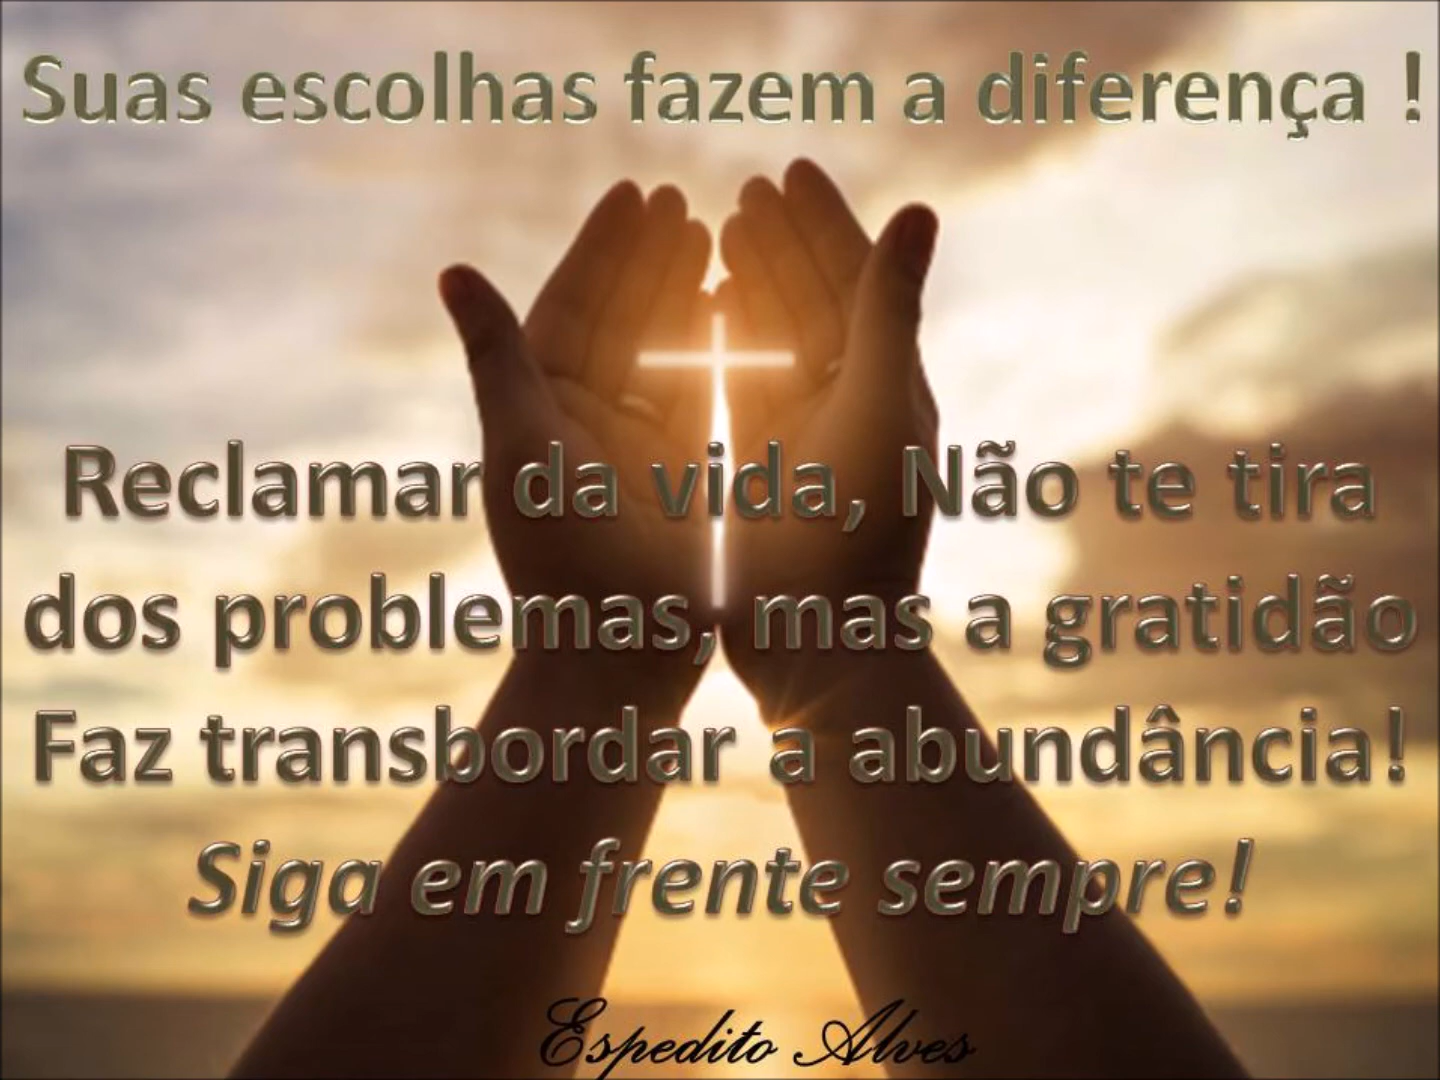 Suas escolhas fazem a diferença !
Reclamar da vida, Não te tira
dos problemas, mas a gratidão
Faz transbordar a abundância!
Siga em frente sempre!
Espedito Alves